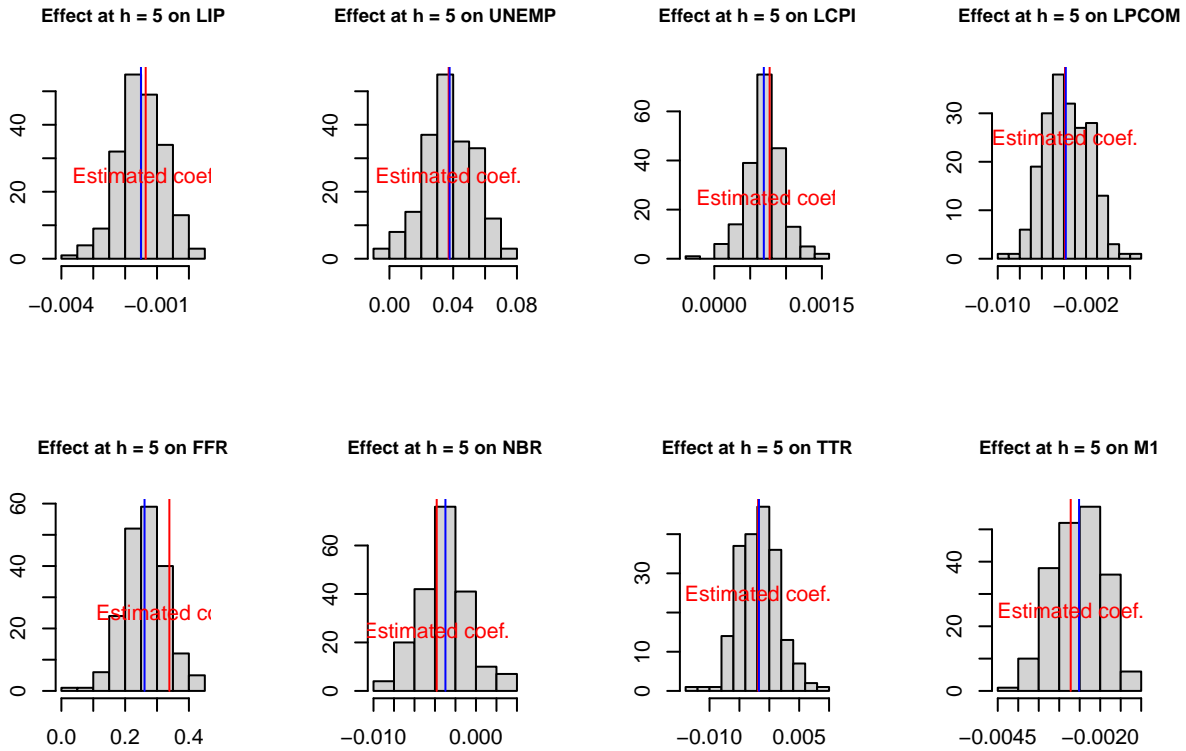 Effect at h = 5 on LIP
0 20 40
Estimated coef
−0.004 −0.001
Effect at h = 5 on UNEMP
0 20 40
Estimated coef.
0.00 0.04 0.08
Effect at h = 5 on LCPI
0 20 40 60
Estimated coef
0.0000 0.0015
Effect at h = 5 on LPCOM
0 10 20 30
Estimated coef.
−0.010 −0.002
Effect at h = 5 on FFR
0 20 40 60
Estimated co
0.0 0.2 0.4
Effect at h = 5 on NBR
0 20 40 60
Estimated coef.
−0.010 0.000
Effect at h = 5 on TTR
0 10 30
Estimated coef.
−0.010 0.005
Effect at h = 5 on M1
0 20 40
Estimated coef.
−0.0045 −0.0020